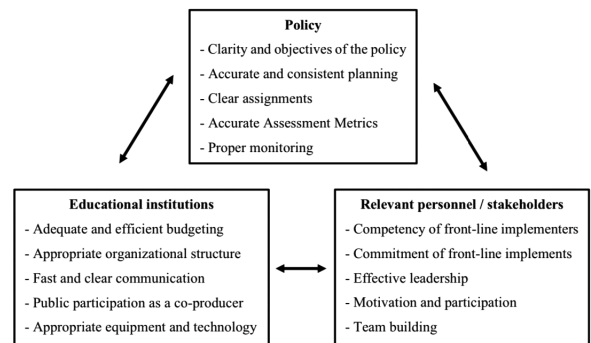 Policy
- Clarity and objectives of the policy
- Accurate and consistent planning
- Clear assignments
- Accurate Assessment Metrics
- Proper monitoring
Educational institutions
- Adequate and efficient budgeting
- Appropriate organizational structure
- Fast and clear communication
- Public participation as a co-producer
- Appropriate equipment and technology
Relevant personnel / stakeholders
- Competency of front-line implementers
- Commitment of front-line implements
- Effective leadership
- Motivation and participation
- Team building